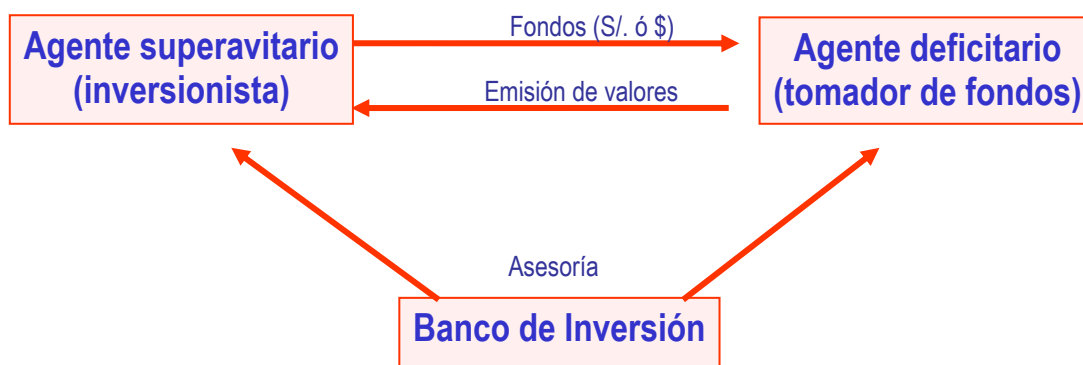 Agente superavitario
(inversionista)
Fondos (S/. ó $)
Emisión de valores
Agente deficitario
(tomador de fondos)
Asesoría
Banco de Inversión